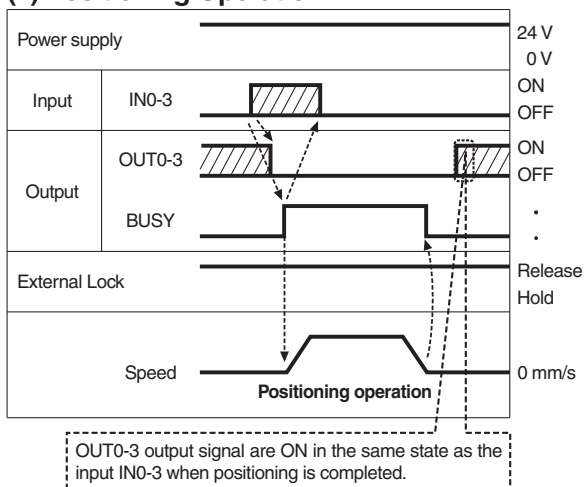 Power supply
24 V
0 V
Input
IN0-3
ON
OFF
Output
OUT0-3
ON
OFF
BUSY
External Lock
Release
Hold
Speed
0 mm/s
Positioning operation
OUT0-3 output signal are ON in the same state as the
input IN0-3 when positioning is completed.